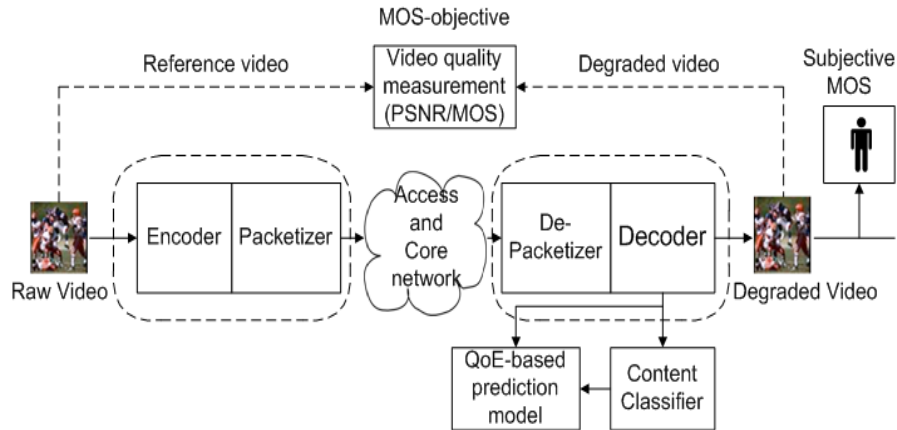 MOS-objective
Reference video
Video quality
measurement
(PSNR/MOS)
Degraded video
Subjective
MOS
Encoder
Packetizer
Access
and
Core
network
De-
Packetizer
Decoder
Raw Video
Degraded Video
QoE-based
prediction
model
Content
Classifier